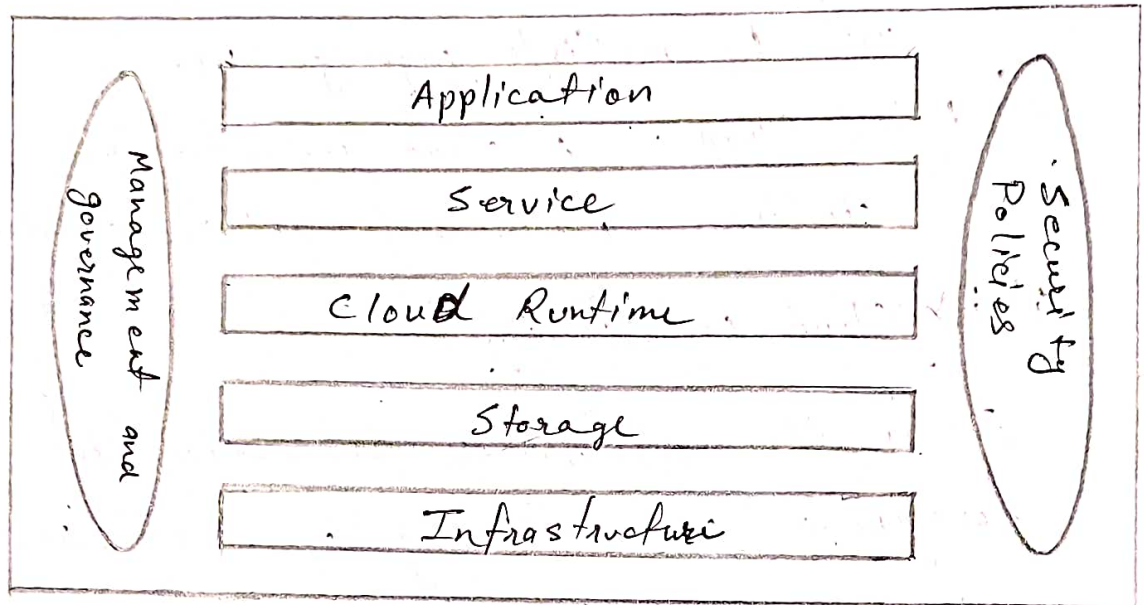 Management and
governance
Application
Service
Cloud Runtime
Storage
Infrastructure
Security
Policies